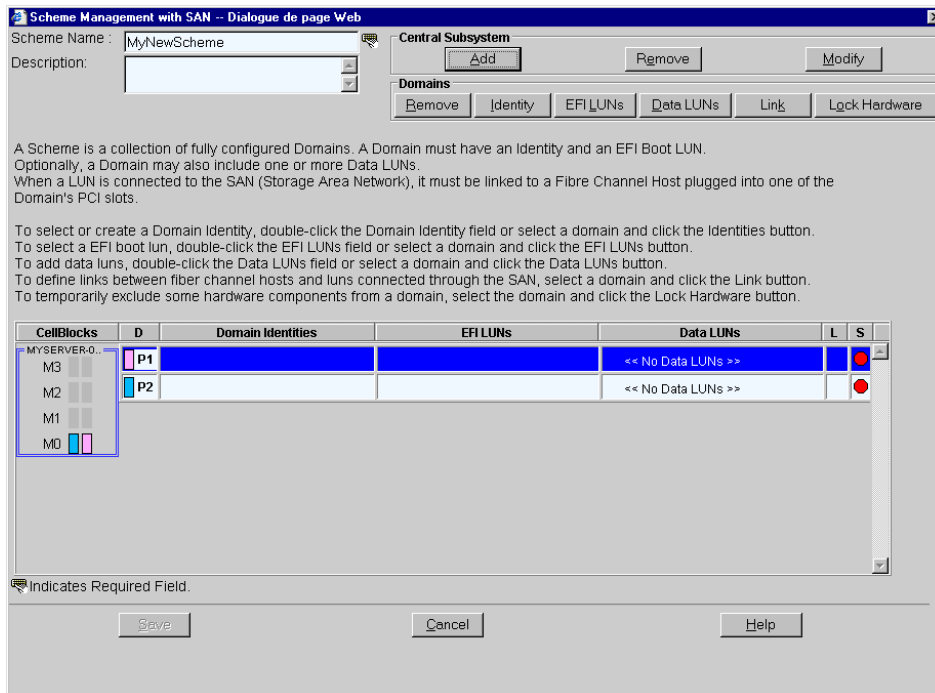 Scheme Management with SAN -- Dialogue de page Web
Scheme Name : MyNewScheme
Description:
Central Subsystem
Add Remove Modify
Domains
Remove Identity EFI LUNs Data LUNs Link Lock Hardware
A Scheme is a collection of fully configured Domains. A Domain must have an Identity and an EFI Boot LUN.
Optionally, a Domain may also include one or more Data LUNs.
When a LUN is connected to the SAN (Storage Area Network), it must be linked to a Fibre Channel Host plugged into one of the
Domain's PCI slots.
To select or create a Domain Identity, double-click the Domain Identity field or select a domain and click the Identities button.
To select a EFI boot lun, double-click the EFI LUNs field or select a domain and click the EFI LUNs button.
To add data luns, double-click the Data LUNs field or select a domain and click the Data LUNs button.
To define links between fiber channel hosts and luns connected through the SAN, select a domain and click the Link button.
To temporarily exclude some hardware components from a domain, select the domain and click the Lock Hardware button.
CellBlocks D Domain Identities EFI LUNs Data LUNs L S
MYSERVER-0..
P1 << No Data LUNs >>
M3
P2 << No Data LUNs >>
M2
M1
M0
Indicates Required Field.
Save Cancel Help